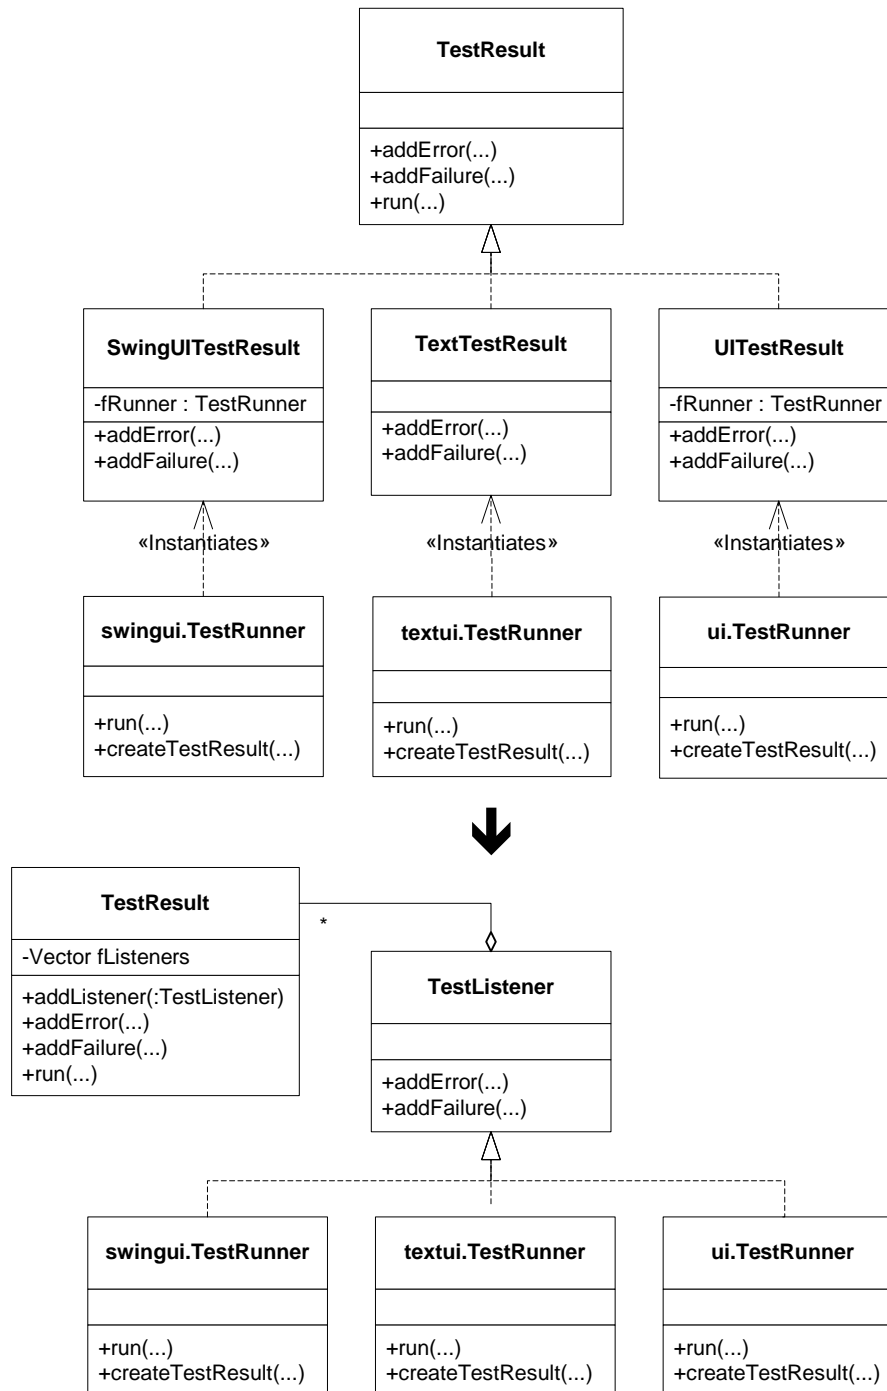 TestResult
+addError(...)
+addFailure(...)
+run(...)
SwingUITestResult
-fRunner : TestRunner
+addError(...)
+addFailure(...)
TextTestResult
+addError(...)
+addFailure(...)
UITestResult
-fRunner : TestRunner
+addError(...)
+addFailure(...)
«Instantiates»
«Instantiates»
«Instantiates»
swingui.TestRunner
+run(...)
+createTestResult(...)
textui.TestRunner
+run(...)
+createTestResult(...)
ui.TestRunner
+run(...)
+createTestResult(...)
TestResult
-Vector fListeners
+addListener(:TestListener)
+addError(...)
+addFailure(...)
+run(...)
*
TestListener
+addError(...)
+addFailure(...)
swingui.TestRunner
+run(...)
+createTestResult(...)
textui.TestRunner
+run(...)
+createTestResult(...)
ui.TestRunner
+run(...)
+createTestResult(...)